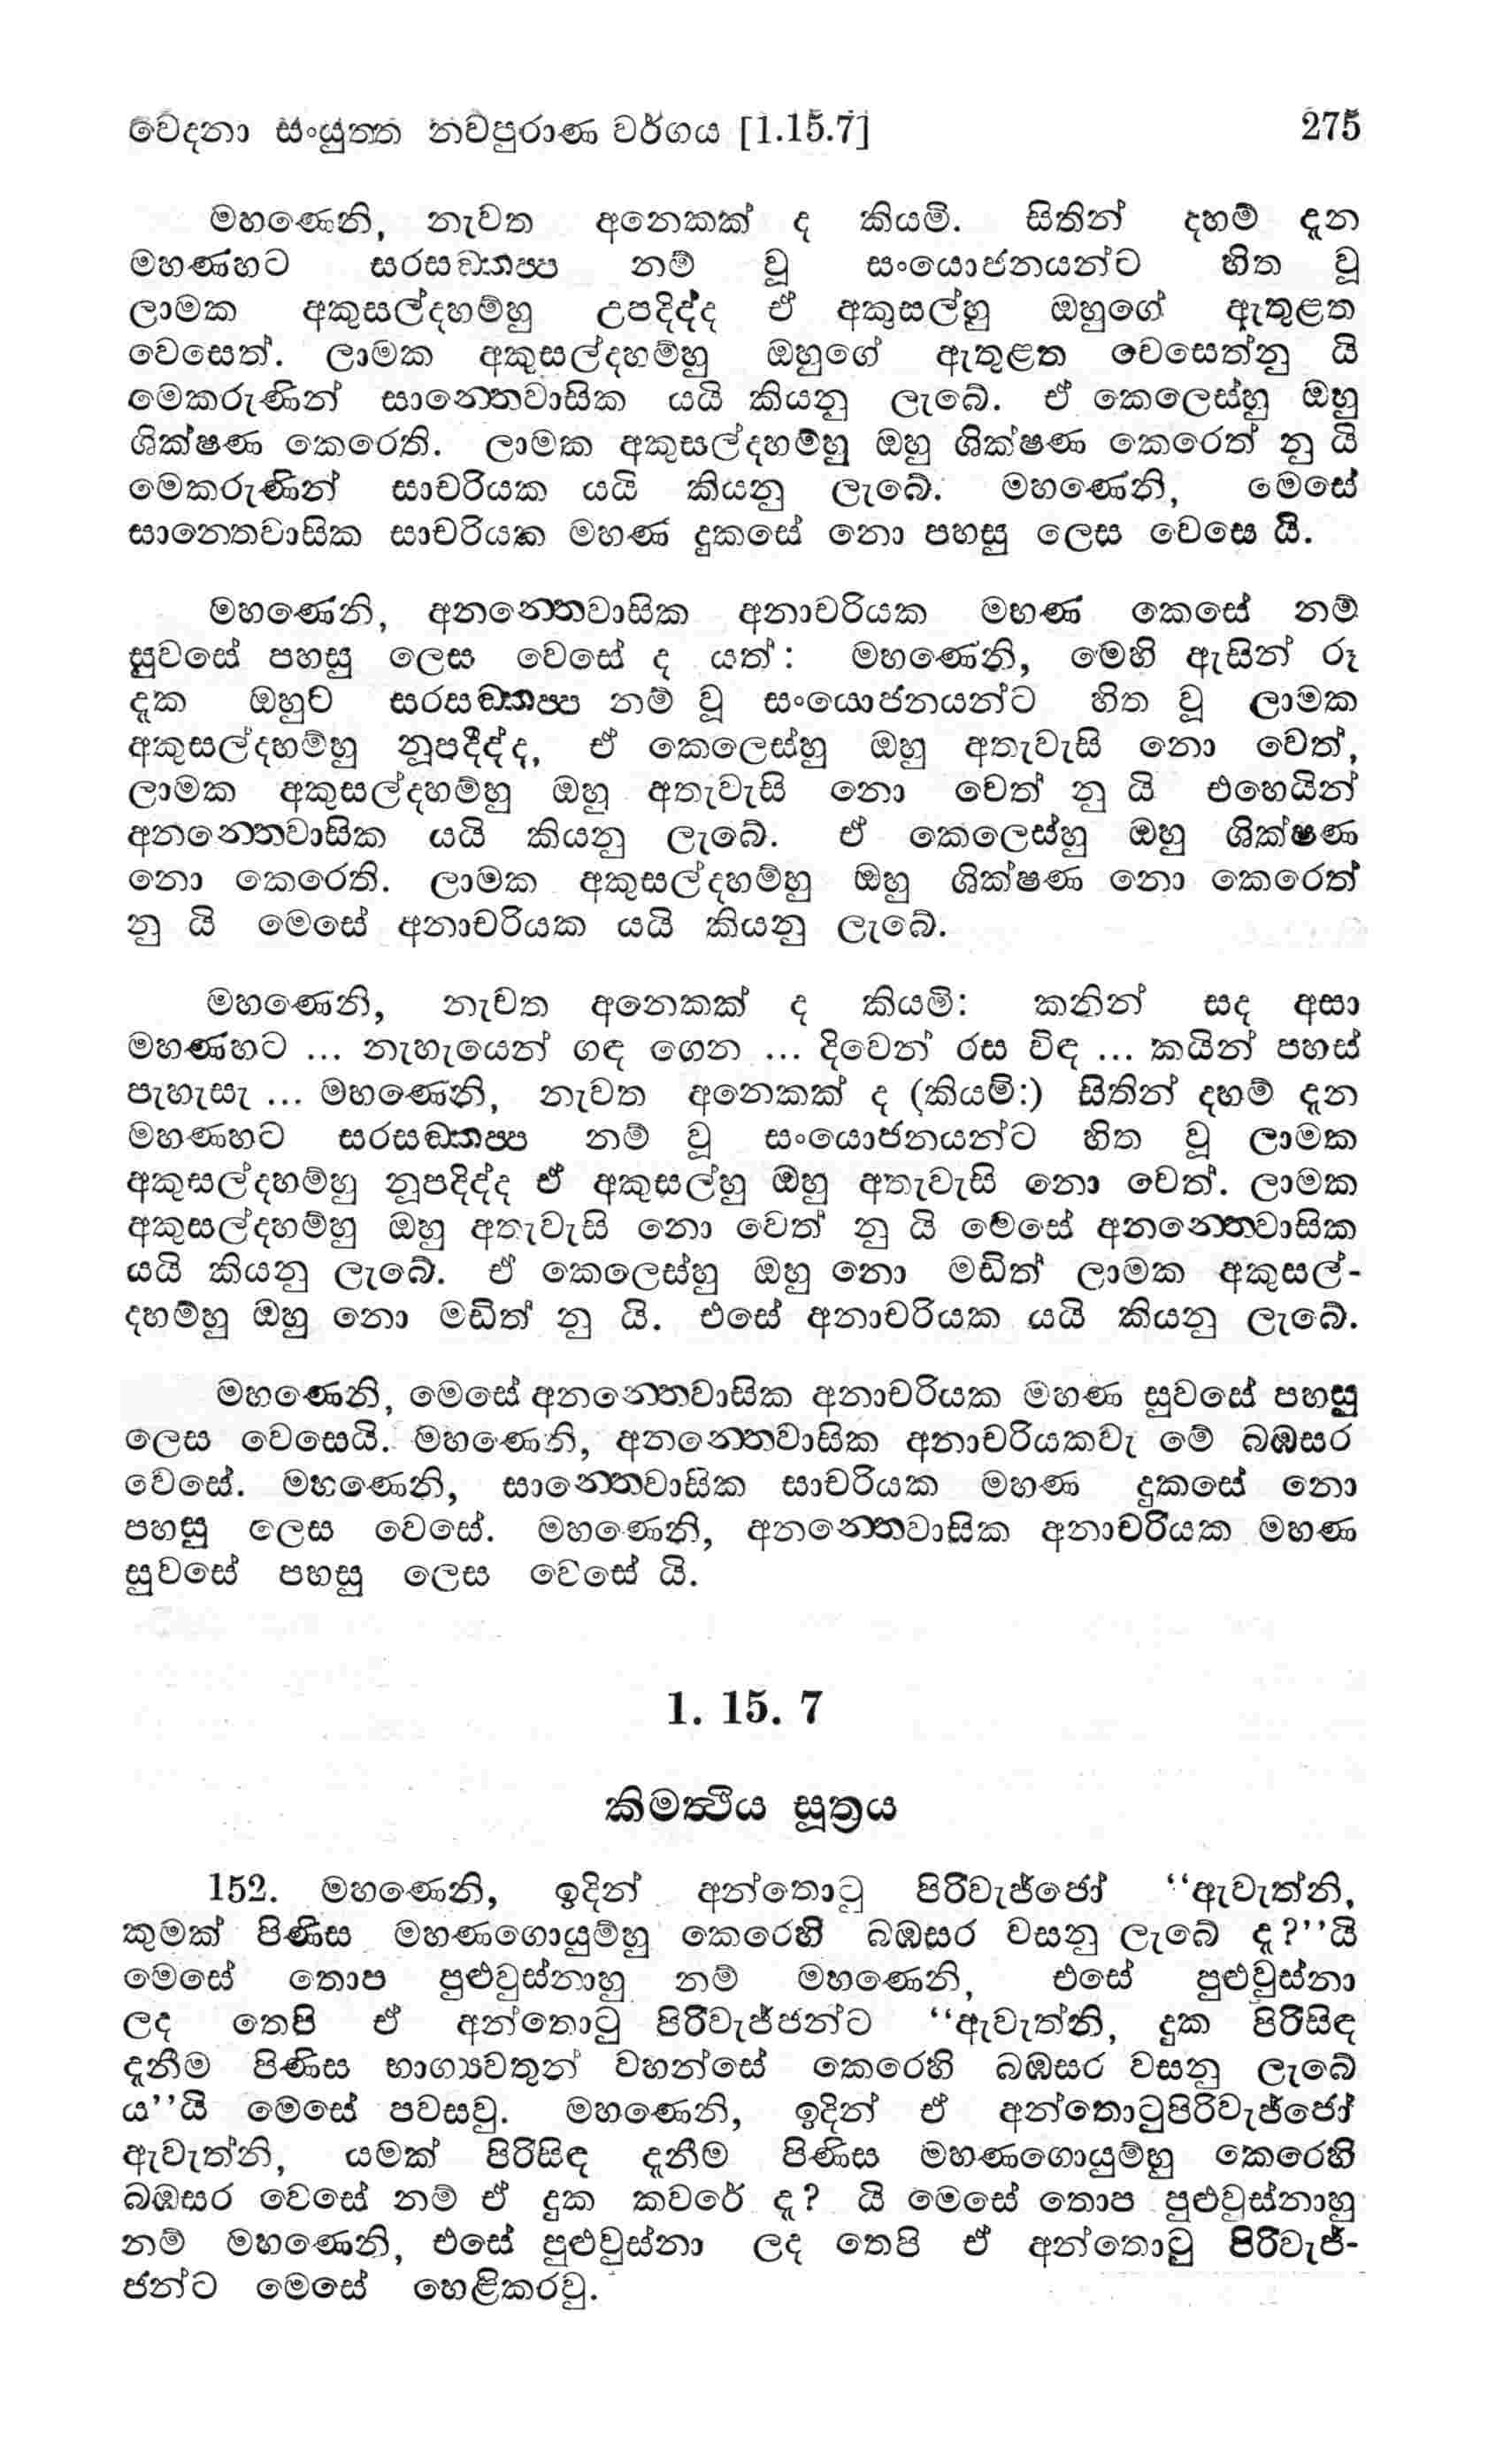 වෙදනා සංයුත්ත නවපුරාණ වර්ගය [1.15.7] 275
මහණෙනි, නැවත අනෙකක් ද කියමි. සිතින් දහම් දැන
මහණහට සරසඞ්කප්ප නම් වූ සංයොජනයන්ට හිත වූ
ලාමක අකුසල්දහම්හු උපදිද්ද ඒ අකුසල්හු ඔහුගේ ඇතුළත
වෙසෙත්. ලාමක අකුසල්දහම්හු ඔහුගේ ඇතුළත වෙසෙත්නු යි
මෙකරුණින් සාන්තෙවාසික යයි කියනු ලැබේ. ඒ කෙලෙස්හු ඔහු
ශික්ෂණ කෙරෙති. ලාමක අකුසල්දහම්හු ඔහු ශික්ෂණ කෙරෙත් නු යි
මෙකරුණින් සාචරියක යයි කියනු ලැබේ. මහණෙනි, මෙසේ
සාන්තෙවාසික සාචරියක මහණ දුකසේ නො පහසු ලෙස වෙසෙ යි.
මහණෙනි, අනන්තෙවාසික අනාචරියක මහණ කෙසේ නම්
සුවසේ පහසු ලෙස වෙසේ ද යත්: මහණෙනි, මෙහි ඇසින් රූ
දැක ඔහුට සරසඞ්කප්ප නම් වූ සංයොජනයන්ට හිත වූ ලාමක
අකුසල්දහම්හු නූපදීද්ද, ඒ කෙලෙස්හු ඔහු අතැවැසි නො වෙත්,
ලාමක අකුසල්දහම්හු ඔහු අතැවැසි නො වෙත් නු යි එහෙයින්
අනන්තෙවාසික යයි කියනු ලැබේ. ඒ කෙලෙස්හු ඔහු ශික්ෂණ
නො කෙරෙති. ලාමක අකුසල්දහම්හු ඔහු ශික්ෂණ නො කෙරෙත්
නු යි මෙසේ අනාචරියක යයි කියනු ලැබේ.
මහණෙනි, නැවත අනෙකක් ද කියමි: කනින් සද අසා
මහණහට ... නැහැයෙන් ගඳ ගෙන ... දිවෙන් රස විඳ ... කයින් පහස්
පැහැසැ ... මහණෙනි, නැවත අනෙකක් ද (කියමි:) සිතින් දහම් දැන
මහණහට සරසඞ්කප්ප නම් වූ සංයොජනයන්ට හිත වූ ලාමක
අකුසල්දහම්හු නූපදිද්ද ඒ අකුසල්හු ඔහු අතැවැසි නො වෙත්. ලාමක
අකුසල්දහම්හු ඔහු අතැවැසි නො වෙත් නු යි මෙසේ අනන්තෙවාසික
යයි කියනු ලැබේ. ඒ කෙලෙස්හු ඔහු නො මඩිත් ලාමක අකුසල්-
දහම්හු ඔහු නො මඩිත් නු යි. එසේ අනාචරියක යයි කියනු ලැබේ.
මහණෙනි, මෙසේ අනන්තෙවාසික අනාචරියක මහණ සුවසේ පහසු
ලෙස වෙසෙයි. මහණෙනි, අනන්තෙවාසික අනාචරියකවැ මේ බඹසර
වෙසේ. මහණෙනි, සාන්තෙවාසික සාචරියක මහණ දුකසේ නො
පහසු ලෙස වෙසේ. මහණෙනි, අනන්තෙවාසික අනාචරියක මහණ
සුවසේ පහසු ලෙස වෙසේ යි.
1. 15. 7
කිමත්ථිය සූත්‍රය
152. මහණෙනි, ඉදින් අන්තොටු පිරිවැජ්ජෝ “ඇවැත්නි,
කුමක් පිණිස මහණගොයුම්හු කෙරෙහි බඹසර වසනු ලැබේ ද?”යි
මෙසේ තොප පුළුවුස්නාහු නම් මහණෙනි, එසේ පුළුවුස්නා
ලද තෙපි ඒ අන්තොටු පිරිවැජ්ජන්ට “ඇවැත්නි, දුක පිරිසිඳ
දැනීම පිණිස භාග්‍යවතුන් වහන්සේ කෙරෙහි බඹසර වසනු ලැබේ
ය”යි මෙසේ පවසවු. මහණෙනි, ඉදින් ඒ අන්තොටුපිරිවැජ්ජෝ
ඇවැත්නි, යමක් පිරිසිඳ දැනීම පිණිස මහණගොයුම්හු කෙරෙහි
බඹසර වෙසේ නම් ඒ දුක කවරේ ද? යි මෙසේ තොප පුළුවුස්නාහු
නම් මහණෙනි, එසේ පුළුවුස්නා ලද තෙපි ඒ අන්තොටු පිරිවැජ්-
ජන්ට මෙසේ හෙළිකරවු.